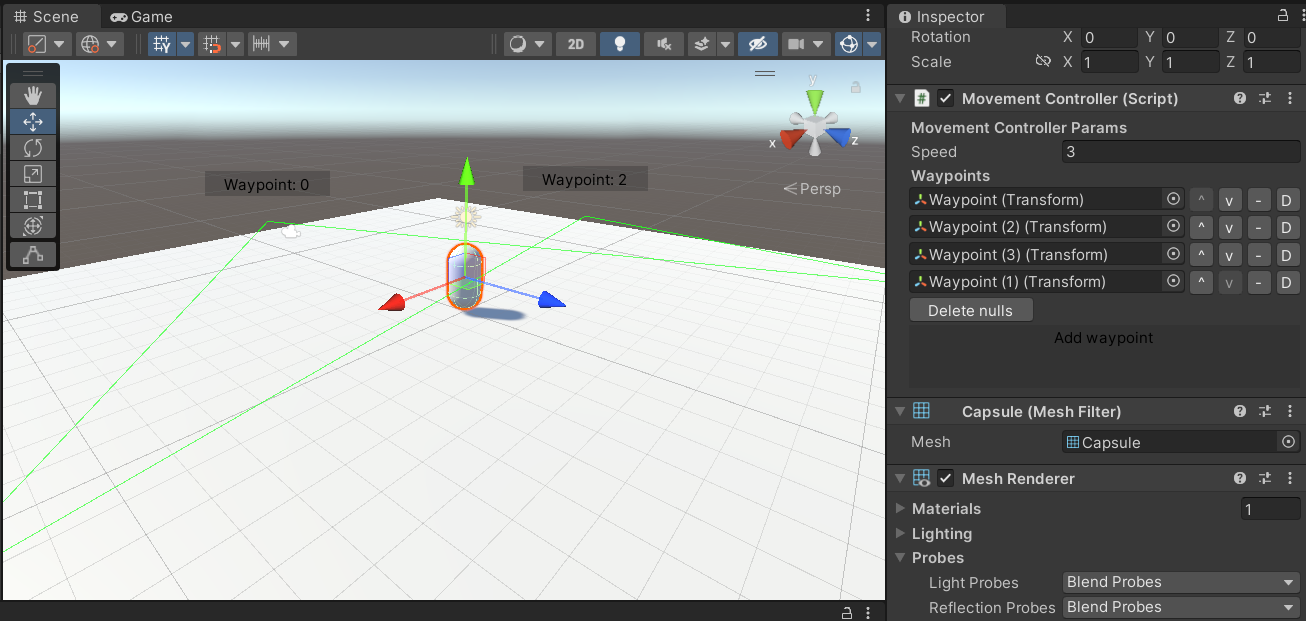 Scene Game
Inspector
Rotation X 0 Y 0 Z 0
Scale X 1 Y 1 Z 1
2D
Movement Controller (Script)
Movement Controller Params
Speed 3
Waypoints
Waypoint (Transform) ^ v - D
Waypoint (2) (Transform) ^ v - D
Waypoint (3) (Transform) ^ v - D
Waypoint (1) (Transform) ^ v - D
Delete nulls
Add waypoint
Capsule (Mesh Filter)
Mesh Capsule
Mesh Renderer
Materials 1
Lighting
Probes
Light Probes Blend Probes
Reflection Probes Blend Probes
y
x z
Persp
Waypoint: 0
Waypoint: 2